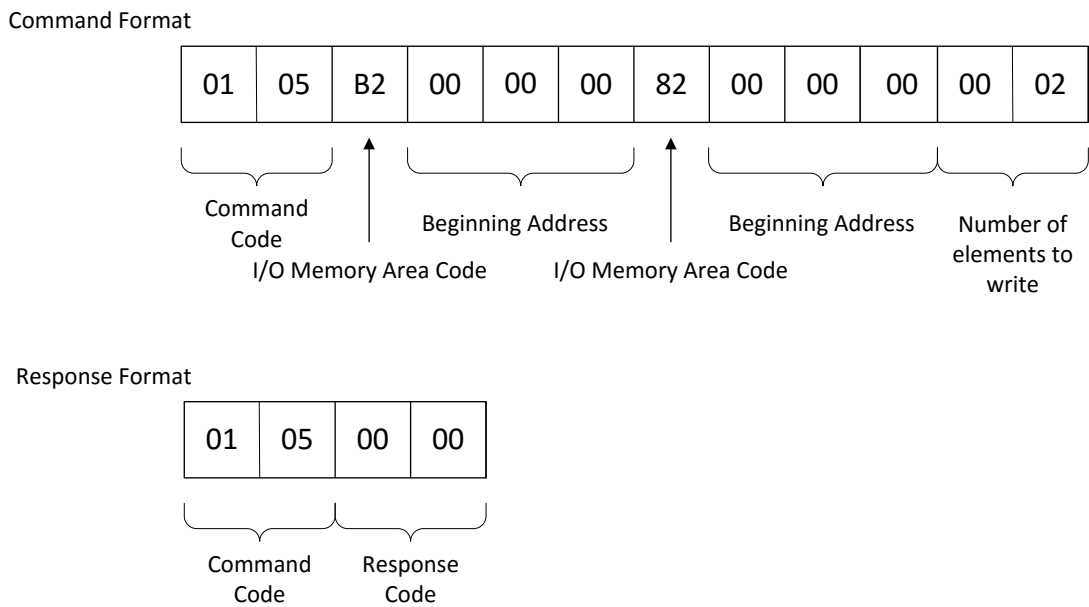 Command Format
01 05 B2 00 00 00 82 00 00 00 00 02
Command
Code
I/O Memory Area Code
Beginning Address
I/O Memory Area Code
Beginning Address
Number of
elements to
write
Response Format
01 05 00 00
Command
Code
Response
Code